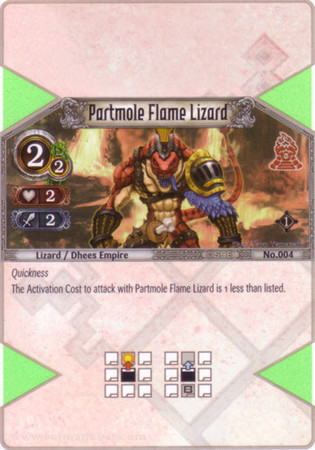 Partmole Flame Lizard
2
2
2
2
Lizard / Dhees Empire
CORE
No.004
Quickness
The Activation Cost to attack with Partmole Flame Lizard is 1 less than listed.